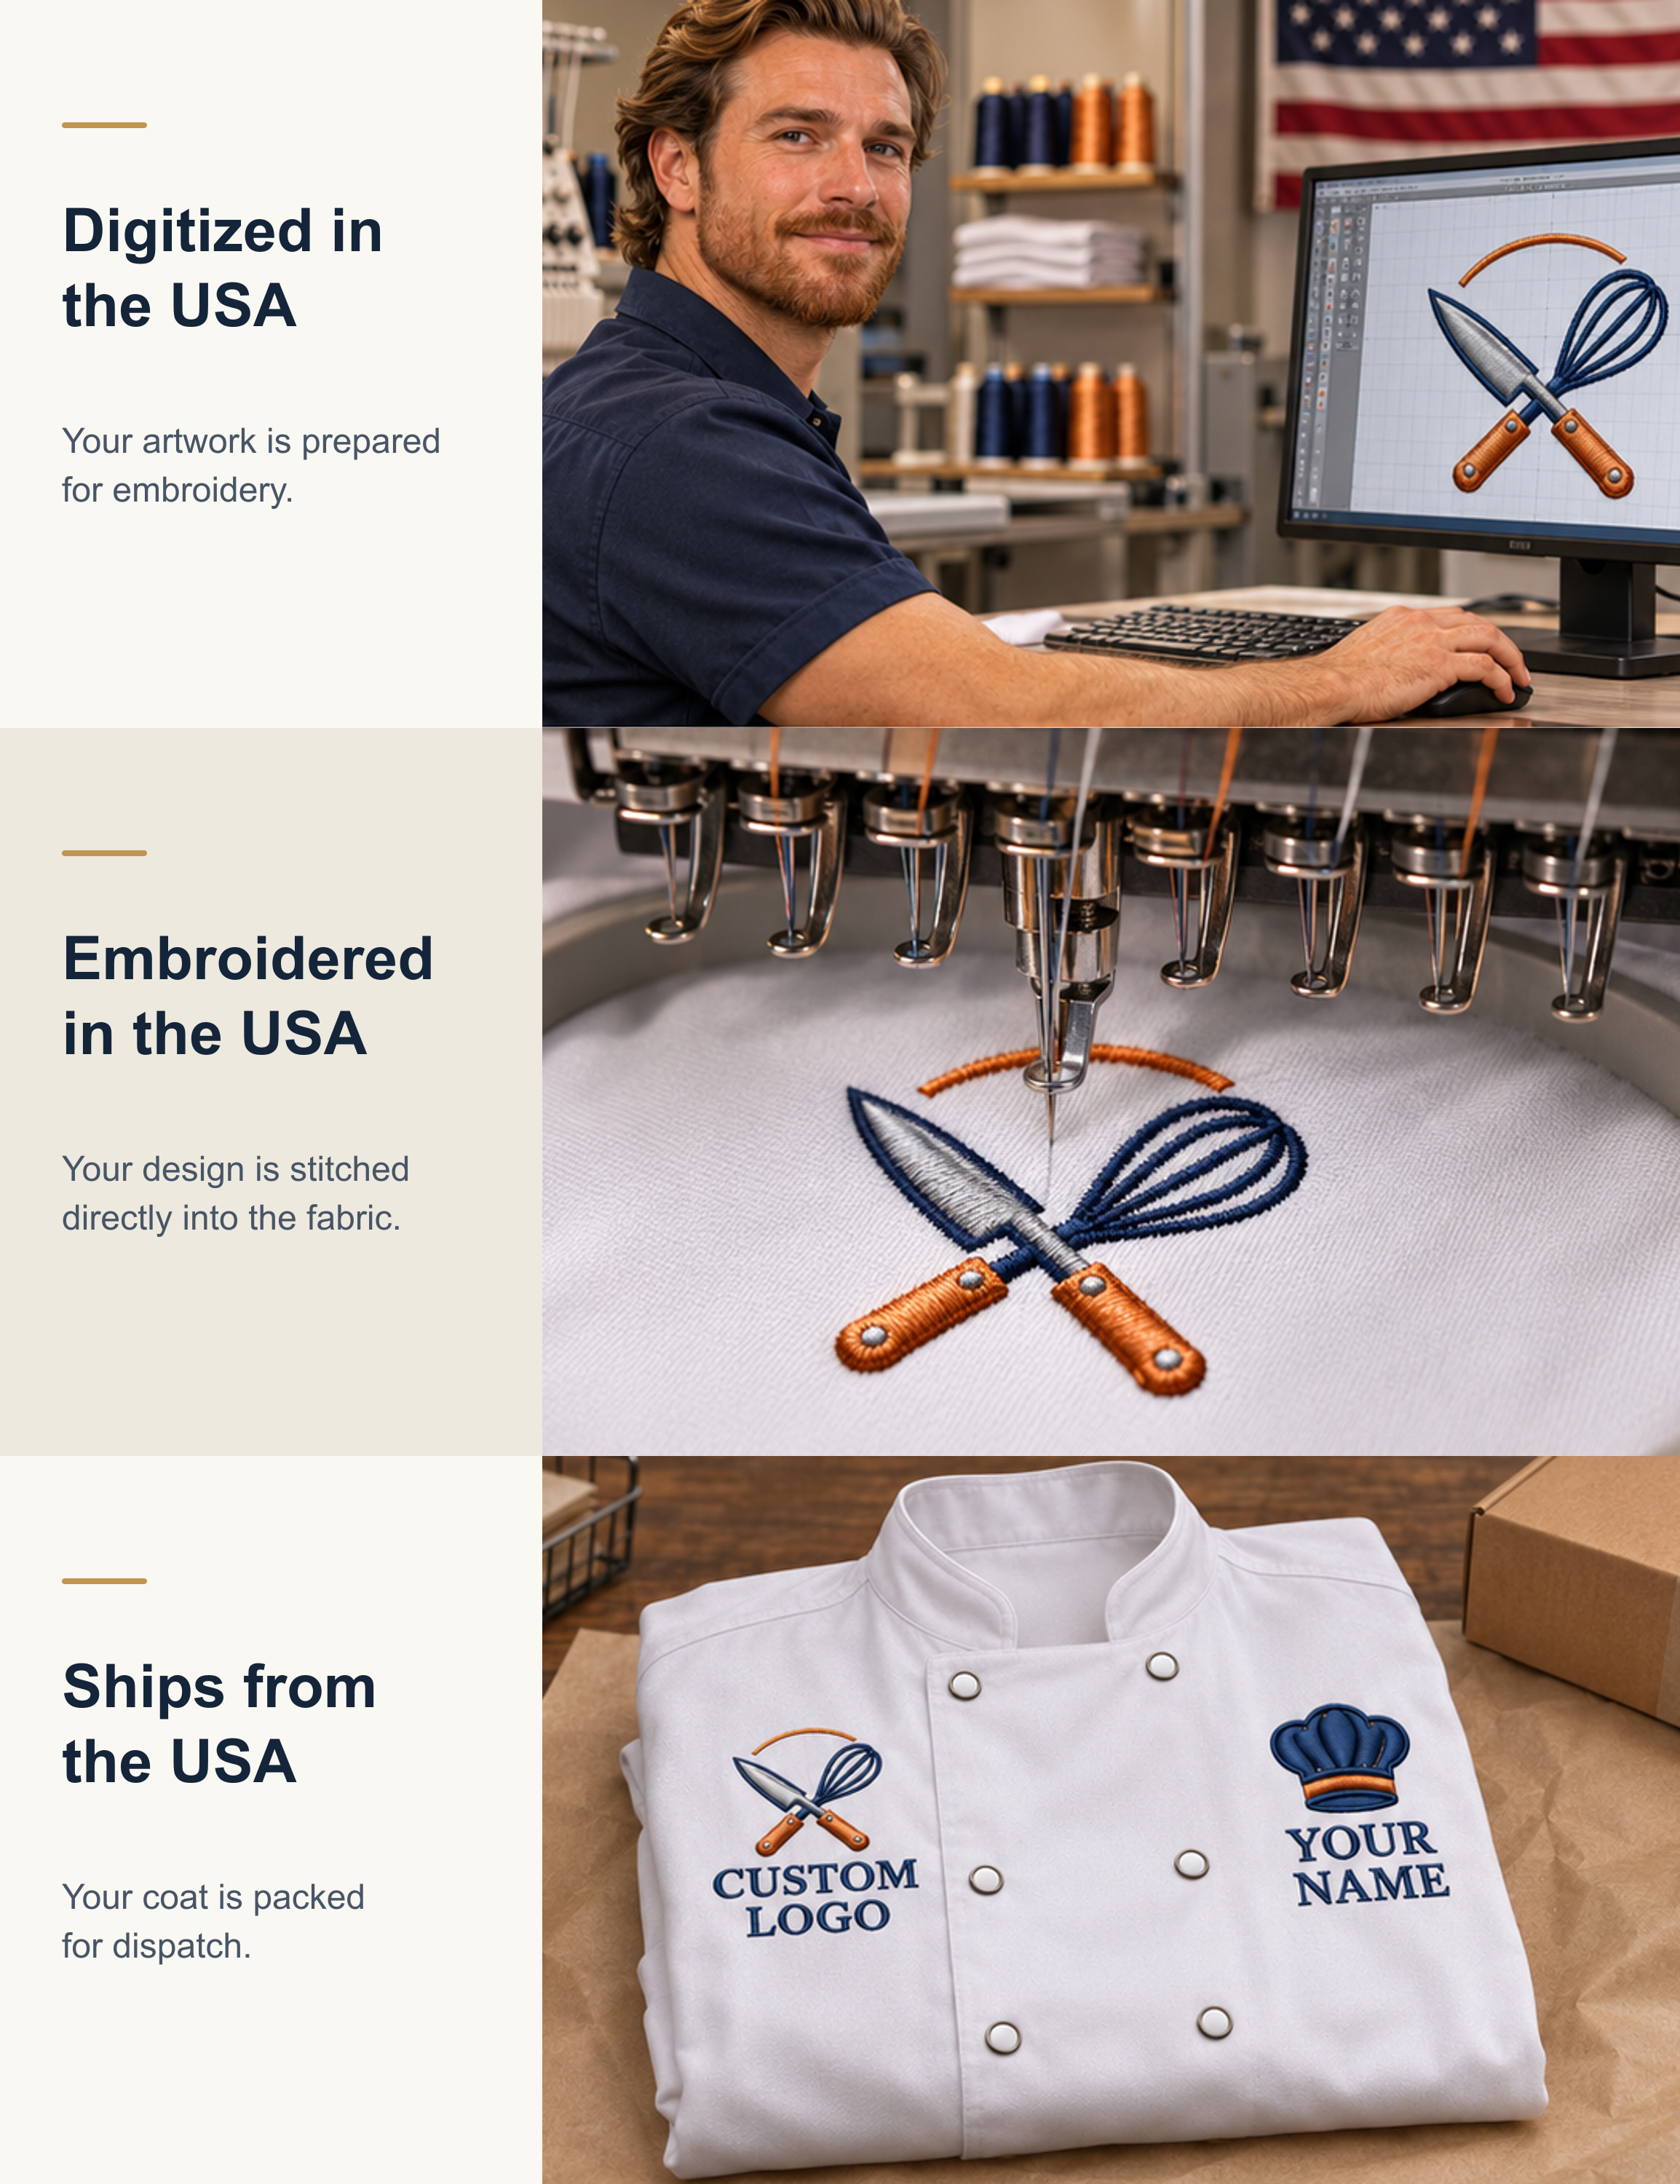 Digitized in
the USA
Your artwork is prepared
for embroidery.
Embroidered
in the USA
Your design is stitched
directly into the fabric.
Ships from
the USA
Your coat is packed
for dispatch.
CUSTOM
LOGO
YOUR
NAME